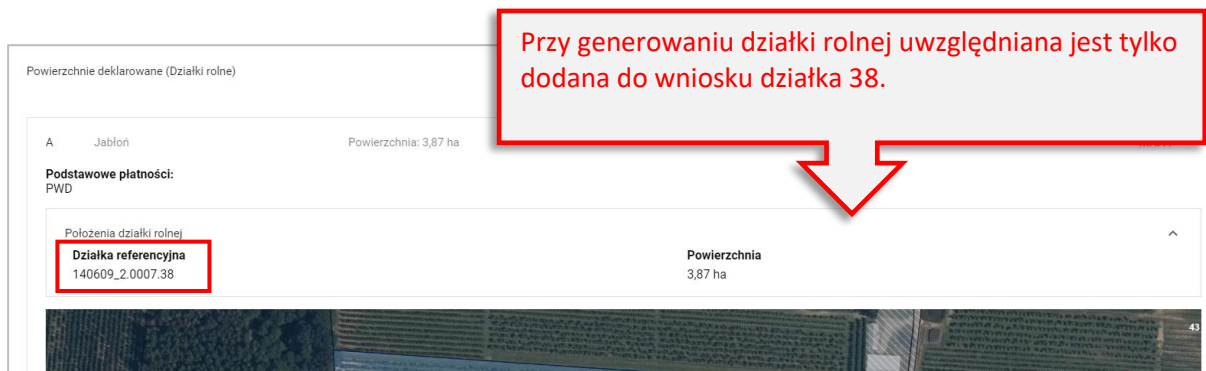 Przy generowaniu działki rolnej uwzględniana jest tylko
dodana do wniosku działka 38.
Powierzchnie deklarowane (Działki rolne)
A Jabłoń Powierzchnia: 3,87 ha
Podstawowe płatności:
PWD
Położenia działki rolnej
Działka referencyjna Powierzchnia
140609_2.0007.38 3,87 ha
43